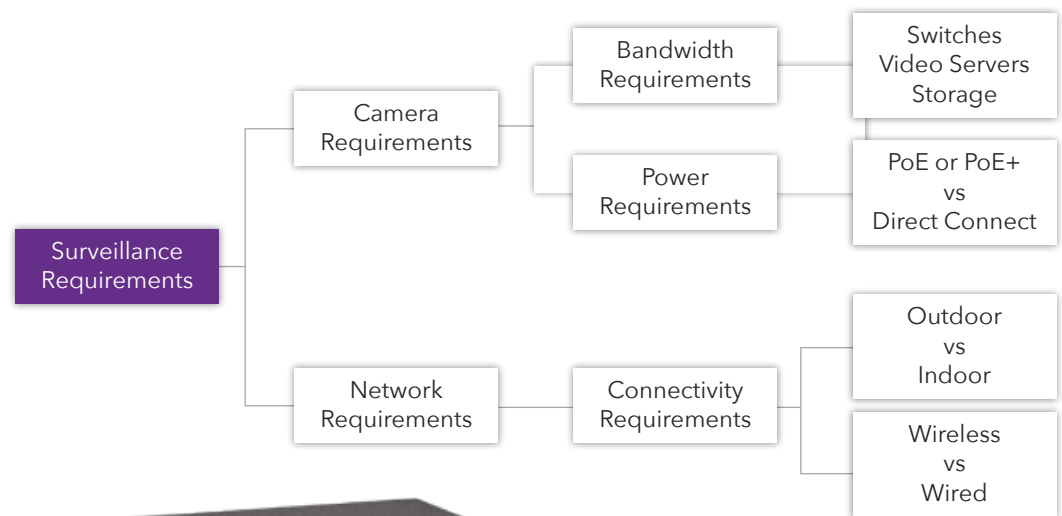 Surveillance
Requirements
Camera
Requirements
Bandwidth
Requirements
Switches
Video Servers
Storage
Power
Requirements
PoE or PoE+
vs
Direct Connect
Network
Requirements
Connectivity
Requirements
Outdoor
vs
Indoor
Wireless
vs
Wired